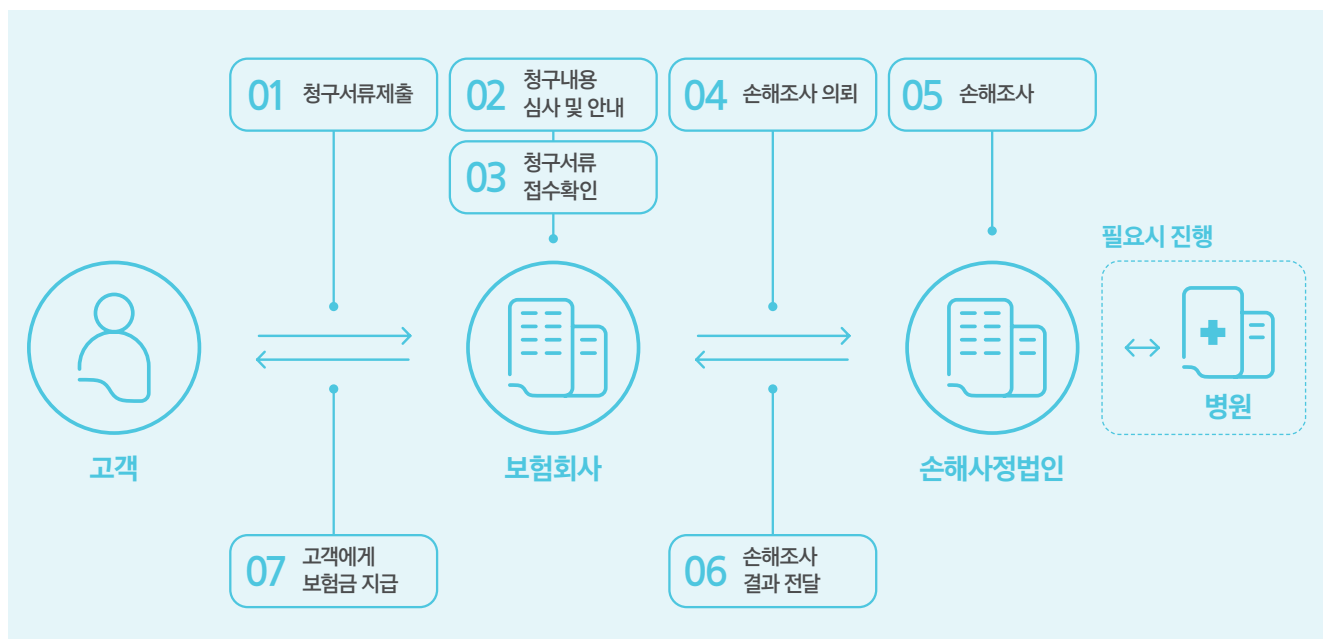 01 청구서류제출
02 청구내용
심사 및 안내
03 청구서류
접수확인
04 손해조사 의뢰
05 손해조사
필요시 진행
병원
고객
보험회사
손해사정법인
07 고객에게
보험금 지급
06 손해조사
결과 전달